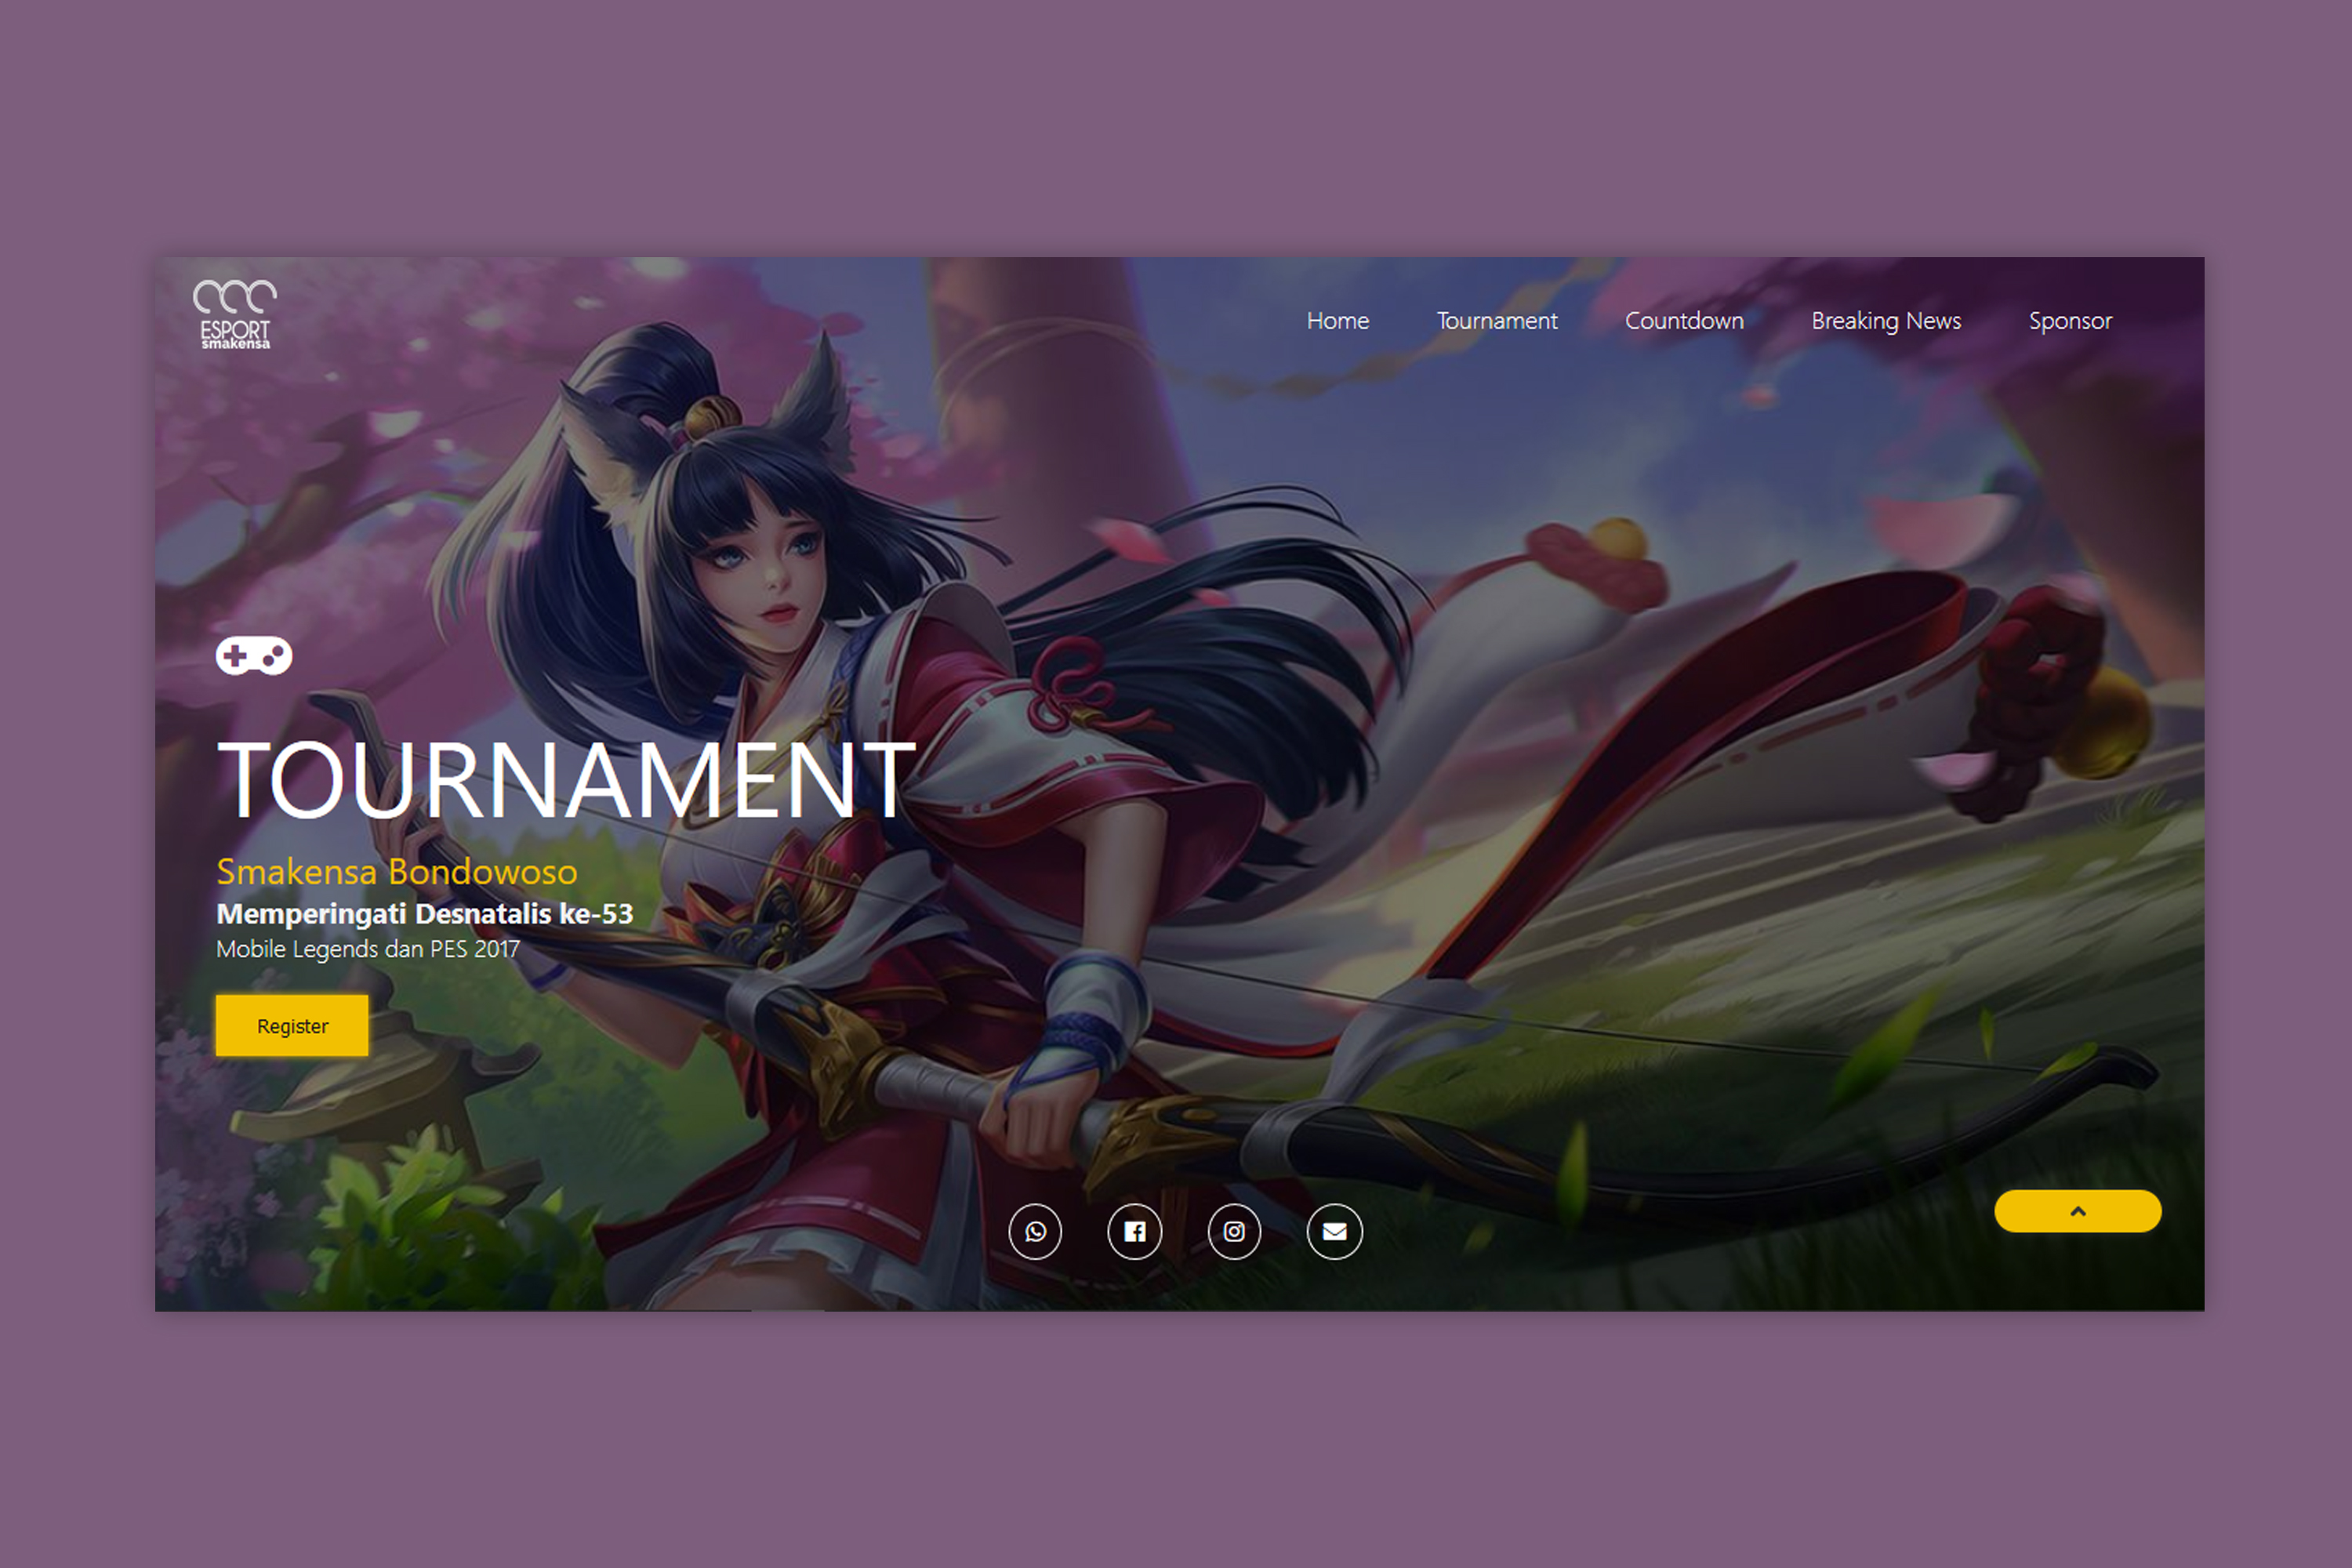 ESPORT
smakensa
Home Tournament Countdown Breaking News Sponsor
TOURNAMENT
Smakensa Bondowoso
Memperingati Desnatalis ke-53
Mobile Legends dan PES 2017
Register